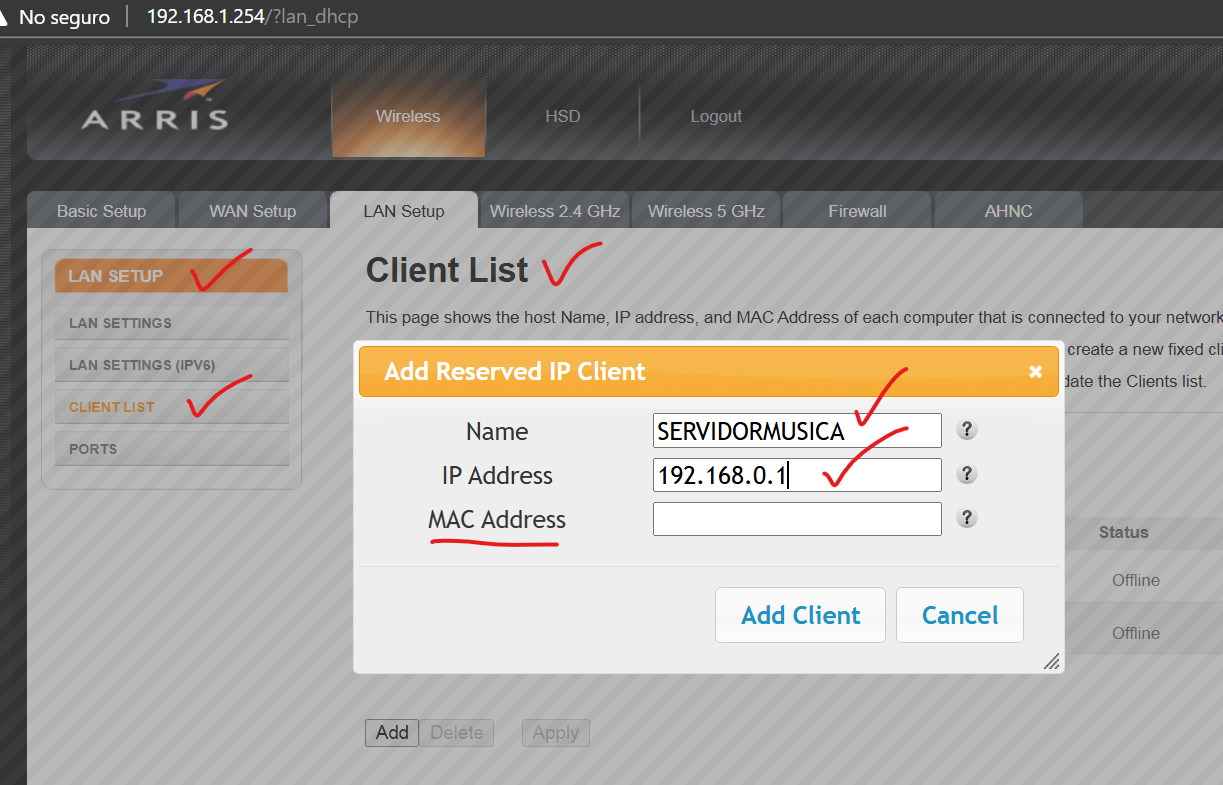 No seguro 192.168.1.254/?lan_dhcp
ARRIS
Wireless HSD Logout
Basic Setup WAN Setup LAN Setup Wireless 2.4 GHz Wireless 5 GHz Firewall AHNC
LAN SETUP
LAN SETTINGS
LAN SETTINGS (IPV6)
CLIENT LIST
PORTS
Client List
This page shows the host Name, IP address, and MAC Address of each computer that is connected to your network
create a new fixed cli
date the Clients list.
Add Reserved IP Client
Name SERVIDORMUSICA ?
IP Address 192.168.0.1 ?
MAC Address ?
Add Client Cancel
Status
Offline
Offline
Add Delete Apply